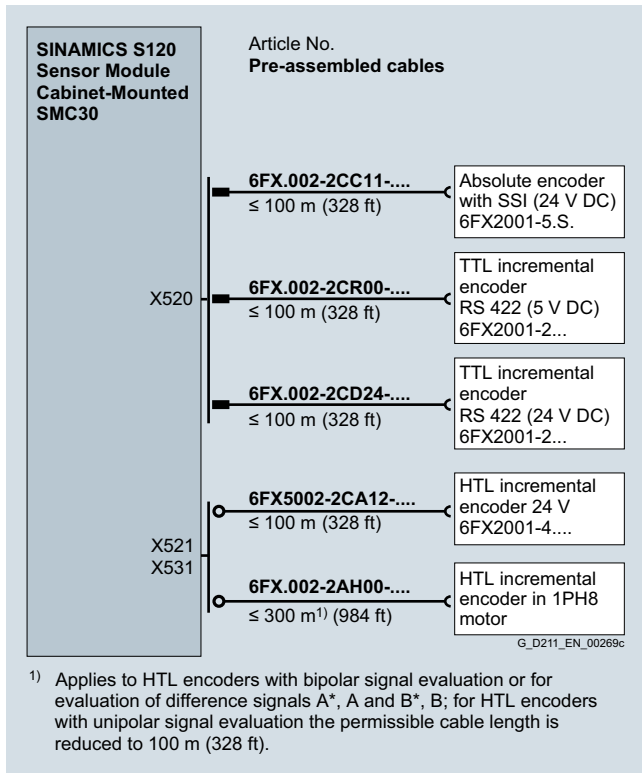 SINAMICS S120
Sensor Module
Cabinet-Mounted
SMC30
Article No.
Pre-assembled cables
X520
6FX.002-2CC11-....
≤ 100 m (328 ft)
Absolute encoder
with SSI (24 V DC)
6FX2001-5.S.
6FX.002-2CR00-....
≤ 100 m (328 ft)
TTL incremental
encoder
RS 422 (5 V DC)
6FX2001-2...
6FX.002-2CD24-....
≤ 100 m (328 ft)
TTL incremental
encoder
RS 422 (24 V DC)
6FX2001-2...
X521
X531
6FX5002-2CA12-....
≤ 100 m (328 ft)
HTL incremental
encoder 24 V
6FX2001-4....
6FX.002-2AH00-....
≤ 300 m1) (984 ft)
HTL incremental
encoder in 1PH8
motor
G_D211_EN_00269c
1) Applies to HTL encoders with bipolar signal evaluation or for
evaluation of difference signals A*, A and B*, B; for HTL encoders
with unipolar signal evaluation the permissible cable length is
reduced to 100 m (328 ft).